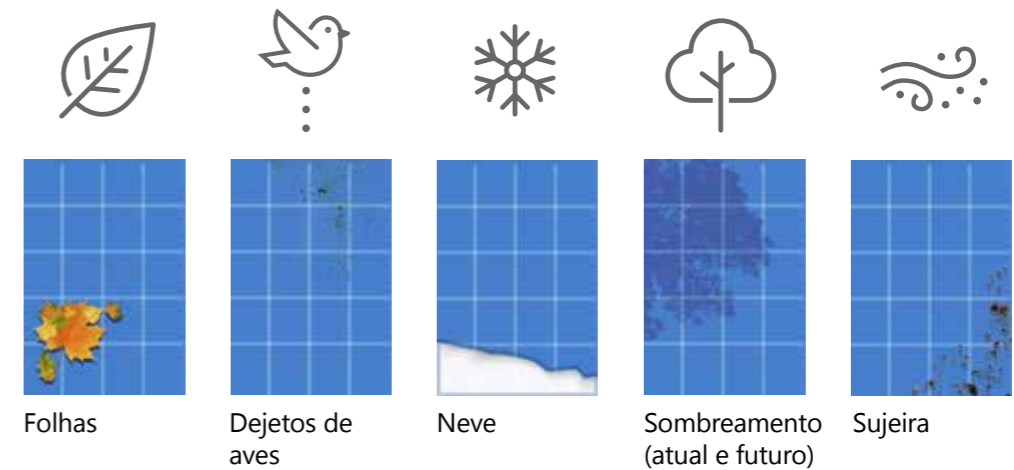 Folhas
Dejetos de
aves
Neve
Sombreamento
(atual e futuro)
Sujeira